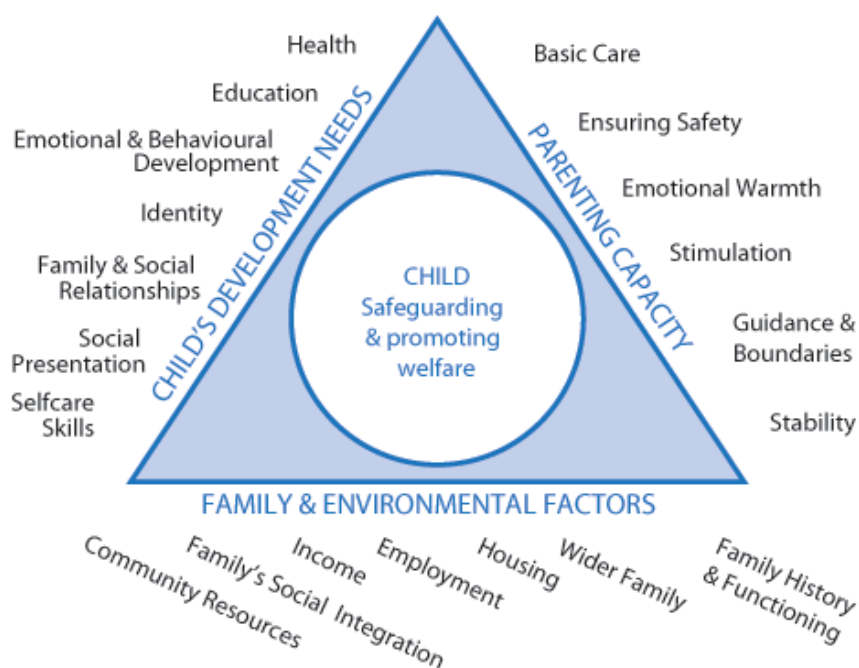 Health
Education
Emotional & Behavioural
Development
Identity
Family & Social
Relationships
Social
Presentation
Selfcare
Skills
CHILD'S DEVELOPMENT NEEDS
CHILD
Safeguarding
& promoting
welfare
PARENTING CAPACITY
Basic Care
Ensuring Safety
Emotional Warmth
Stimulation
Guidance &
Boundaries
Stability
FAMILY & ENVIRONMENTAL FACTORS
Community Resources
Family's Social Integration
Income
Employment
Housing
Wider Family
Family History
& Functioning